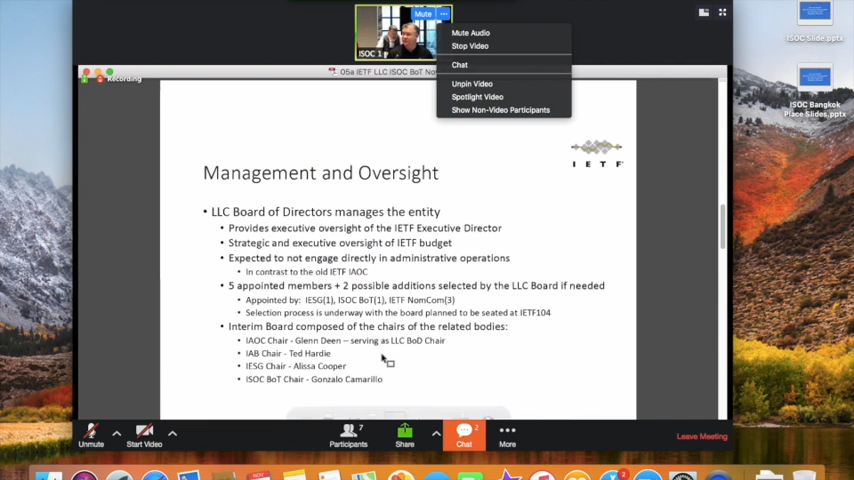 Mute
ISOC 1
Mute Audio
Stop Video
Chat
Unpin Video
Spotlight Video
Show Non-Video Participants
ISOC Slide.pptx
ISOC Bangkok
Place Slides.pptx
Recording
05a IETF LLC ISOC BoT
I E T F
Management and Oversight
• LLC Board of Directors manages the entity
• Provides executive oversight of the IETF Executive Director
• Strategic and executive oversight of IETF budget
• Expected to not engage directly in administrative operations
• In contrast to the old IETF IAOC
• 5 appointed members + 2 possible additions selected by the LLC Board if needed
• Appointed by: IESG(1), ISOC BoT(1), IETF NomCom(3)
• Selection process is underway with the board planned to be seated at IETF104
• Interim Board composed of the chairs of the related bodies:
• IAOC Chair - Glenn Deen – serving as LLC BoD Chair
• IAB Chair - Ted Hardie
• IESG Chair - Alissa Cooper
• ISOC BoT Chair - Gonzalo Camarillo
Unmute
Start Video
7
Participants
Share
2
Chat
More
Leave Meeting
NOV
2